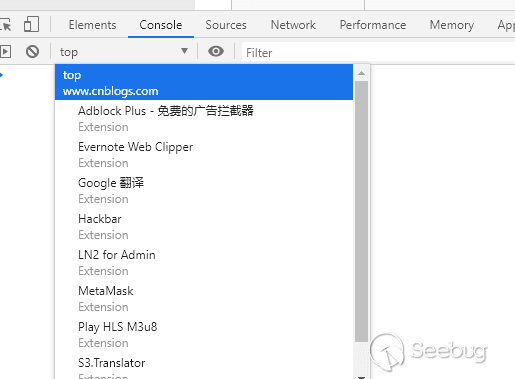 Elements Console Sources Network Performance Memory App
top Filter
top
www.cnblogs.com
Adblock Plus - 免费的广告拦截器
Extension
Evernote Web Clipper
Extension
Google 翻译
Extension
Hackbar
Extension
LN2 for Admin
Extension
MetaMask
Extension
Play HLS M3u8
Extension
S3.Translator
Extension
Seebug